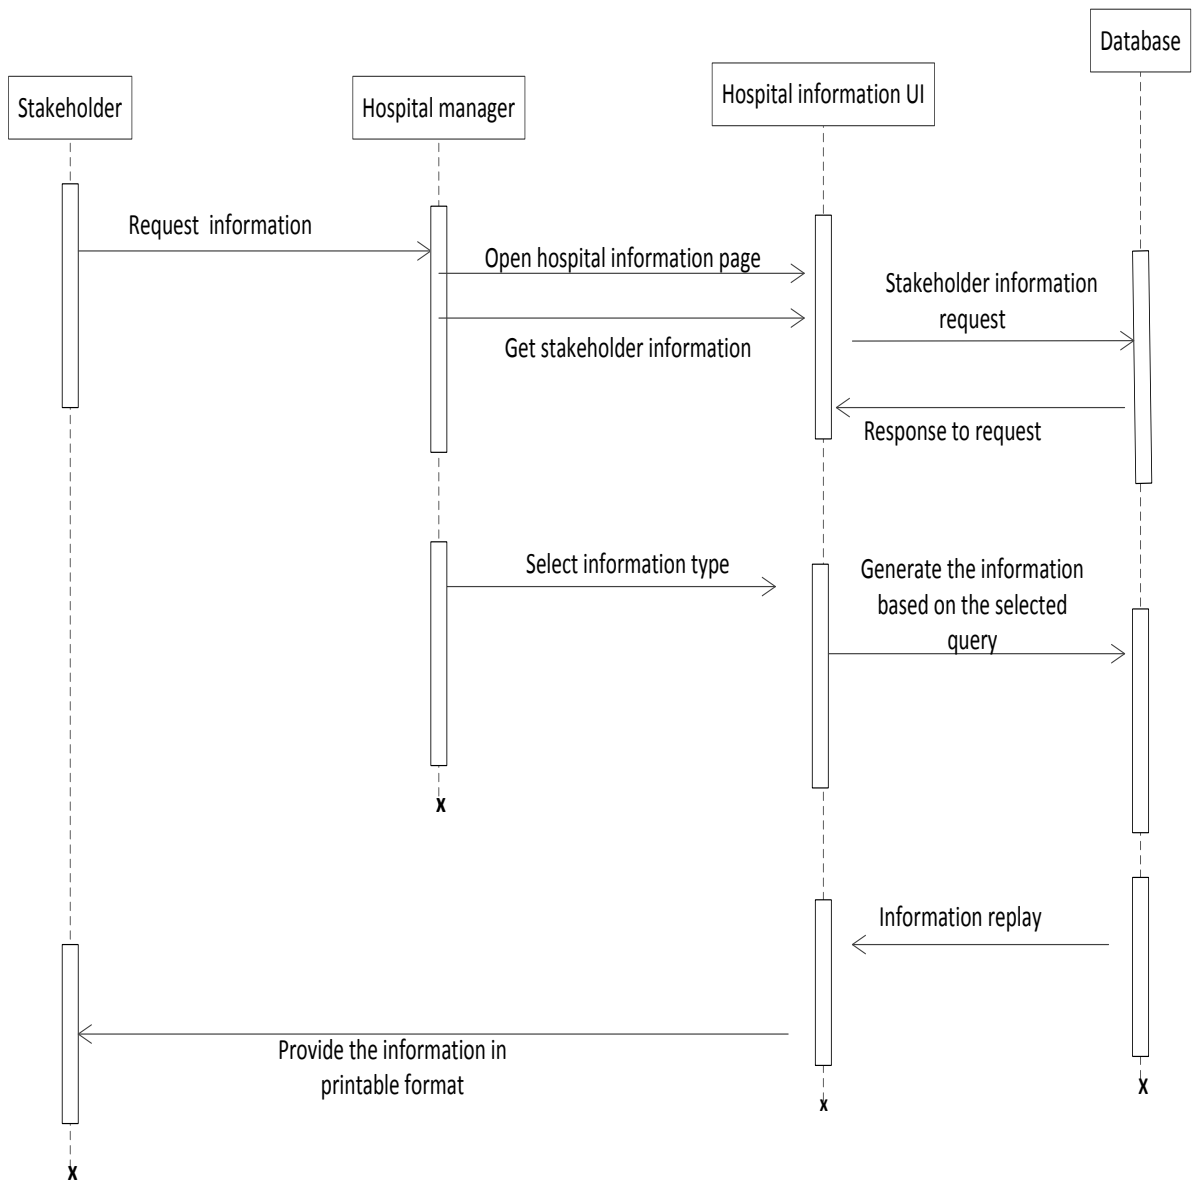 Database
Stakeholder
Hospital manager
Hospital information UI
Request  information
Open hospital information page
Stakeholder information
request
Get stakeholder information
Response to request
Select information type
Generate the information
based on the selected
query
x
Information replay
Provide the information in
printable format
x
x
x